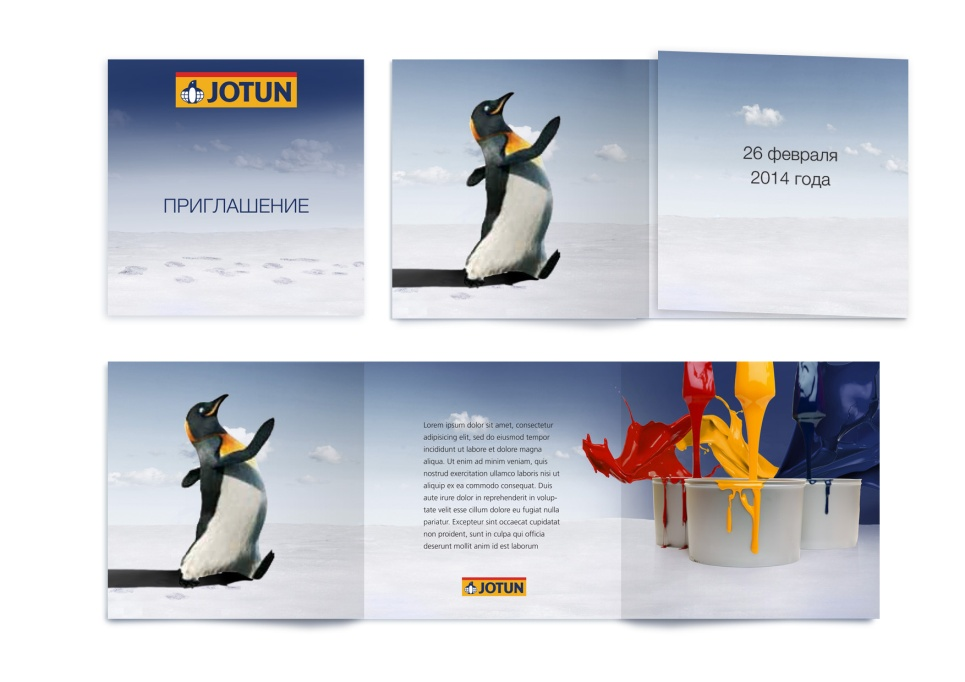 JOTUN
ПРИГЛАШЕНИЕ
26 февраля
2014 года
Lorem ipsum dolor sit amet, consectetur
adipisicing elit, sed do eiusmod tempor
incididunt ut labore et dolore magna
aliqua. Ut enim ad minim veniam, quis
nostrud exercitation ullamco laboris nisi ut
aliquip ex ea commodo consequat. Duis
aute irure dolor in reprehenderit in volup-
tate velit esse cillum dolore eu fugiat nulla
pariatur. Excepteur sint occaecat cupidatat
non proident, sunt in culpa qui officia
deserunt mollit anim id est laborum
JOTUN